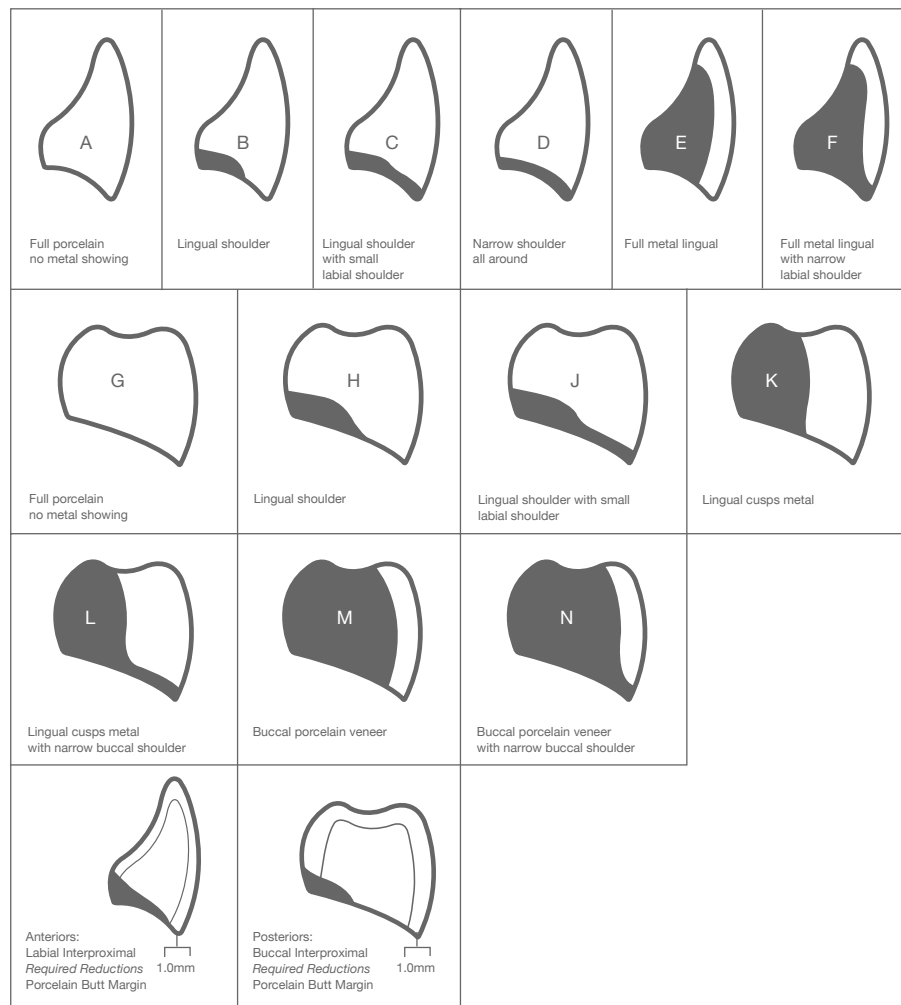 A
B
C
D
E
F
Full porcelain
no metal showing
Lingual shoulder
Lingual shoulder
with small
labial shoulder
Narrow shoulder
all around
Full metal lingual
Full metal lingual
with narrow
labial shoulder
G
H
J
K
Full porcelain
no metal showing
Lingual shoulder
Lingual shoulder with small
labial shoulder
Lingual cusps metal
L
M
N
Lingual cusps metal
with narrow buccal shoulder
Buccal porcelain veneer
Buccal porcelain veneer
with narrow buccal shoulder
Anteriors:
Labial Interproximal
Required Reductions
Porcelain Butt Margin
1.0mm
Posteriors:
Buccal Interproximal
Required Reductions
Porcelain Butt Margin
1.0mm